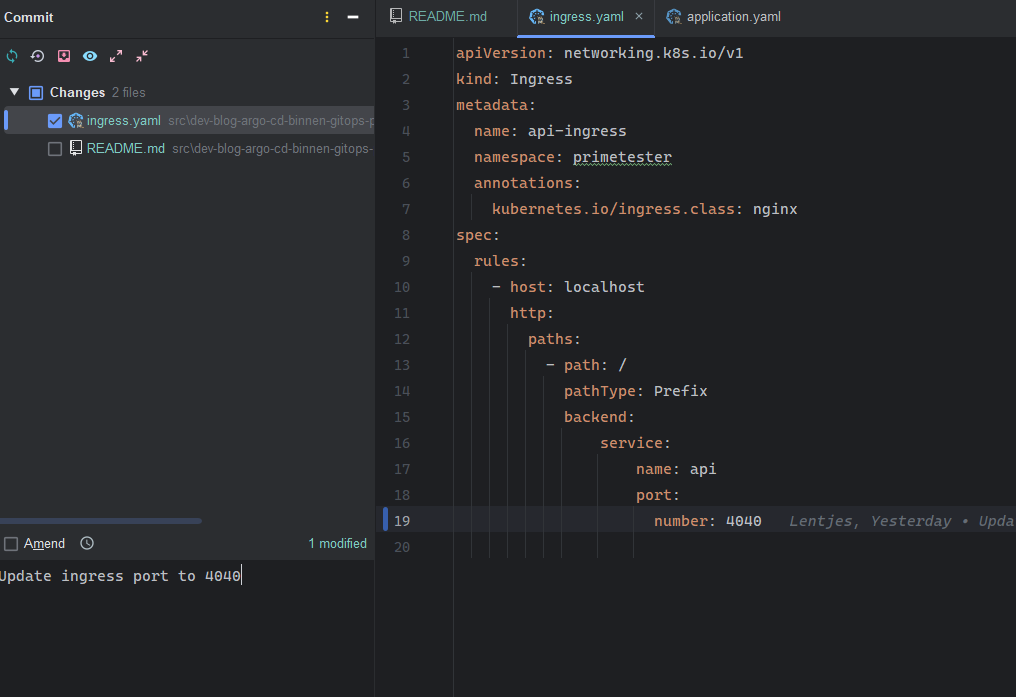 Commit
Changes 2 files
ingress.yaml src\dev-blog-argo-cd-binnen-gitops-p
README.md src\dev-blog-argo-cd-binnen-gitops-
Amend 1 modified
Update ingress port to 4040
README.md ingress.yaml × application.yaml
1 apiVersion: networking.k8s.io/v1
2 kind: Ingress
3 metadata:
4 name: api-ingress
5 namespace: primetester
6 annotations:
7 kubernetes.io/ingress.class: nginx
8 spec:
9 rules:
10 - host: localhost
11 http:
12 paths:
13 - path: /
14 pathType: Prefix
15 backend:
16 service:
17 name: api
18 port:
19 number: 4040 Lentjes, Yesterday • Upda
20